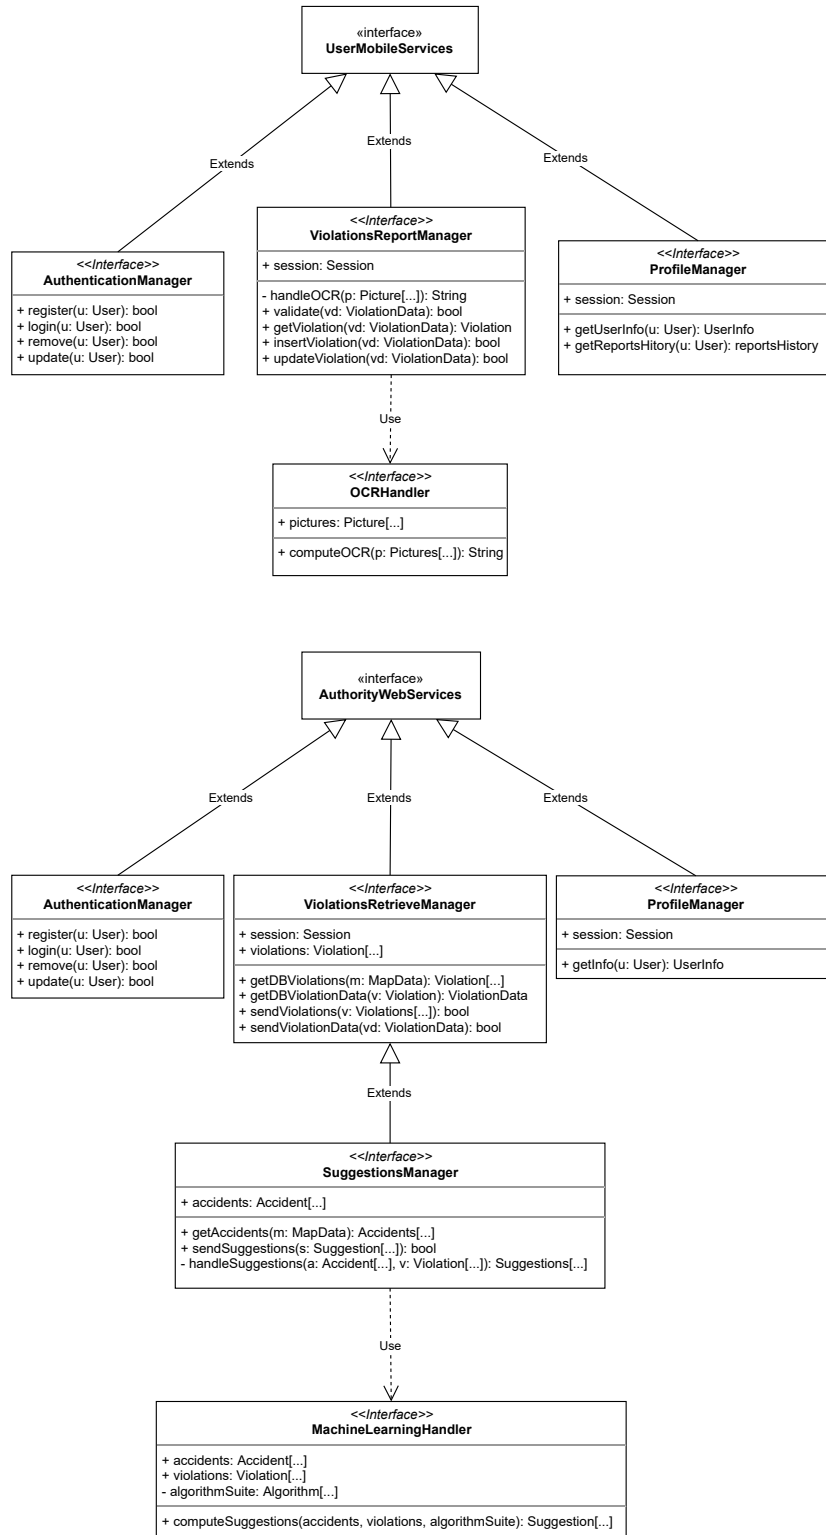 «interface»
UserMobileServices
Extends
Extends
Extends
<<Interface>>
AuthenticationManager
+ register(u: User): bool
+ login(u: User): bool
+ remove(u: User): bool
+ update(u: User): bool
<<Interface>>
ViolationsReportManager
+ session: Session
- handleOCR(p: Picture[...]): String
+ validate(vd: ViolationData): bool
+ getViolation(vd: ViolationData): Violation
+ insertViolation(vd: ViolationData): bool
+ updateViolation(vd: ViolationData): bool
<<Interface>>
ProfileManager
+ session: Session
+ getUserInfo(u: User): UserInfo
+ getReportsHitory(u: User): reportsHistory
Use
<<Interface>>
OCRHandler
+ pictures: Picture[...]
+ computeOCR(p: Pictures[...]): String
«interface»
AuthorityWebServices
Extends
Extends
Extends
<<Interface>>
AuthenticationManager
+ register(u: User): bool
+ login(u: User): bool
+ remove(u: User): bool
+ update(u: User): bool
<<Interface>>
ViolationsRetrieveManager
+ session: Session
+ violations: Violation[...]
+ getDBViolations(m: MapData): Violation[...]
+ getDBViolationData(v: Violation): ViolationData
+ sendViolations(v: Violations[...]): bool
+ sendViolationData(vd: ViolationData): bool
<<Interface>>
ProfileManager
+ session: Session
+ getInfo(u: User): UserInfo
Extends
<<Interface>>
SuggestionsManager
+ accidents: Accident[...]
+ getAccidents(m: MapData): Accidents[...]
+ sendSuggestions(s: Suggestion[...]): bool
- handleSuggestions(a: Accident[...], v: Violation[...]): Suggestions[...]
Use
<<Interface>>
MachineLearningHandler
+ accidents: Accident[...]
+ violations: Violation[...]
- algorithmSuite: Algorithm[...]
+ computeSuggestions(accidents, violations, algorithmSuite): Suggestion[...]